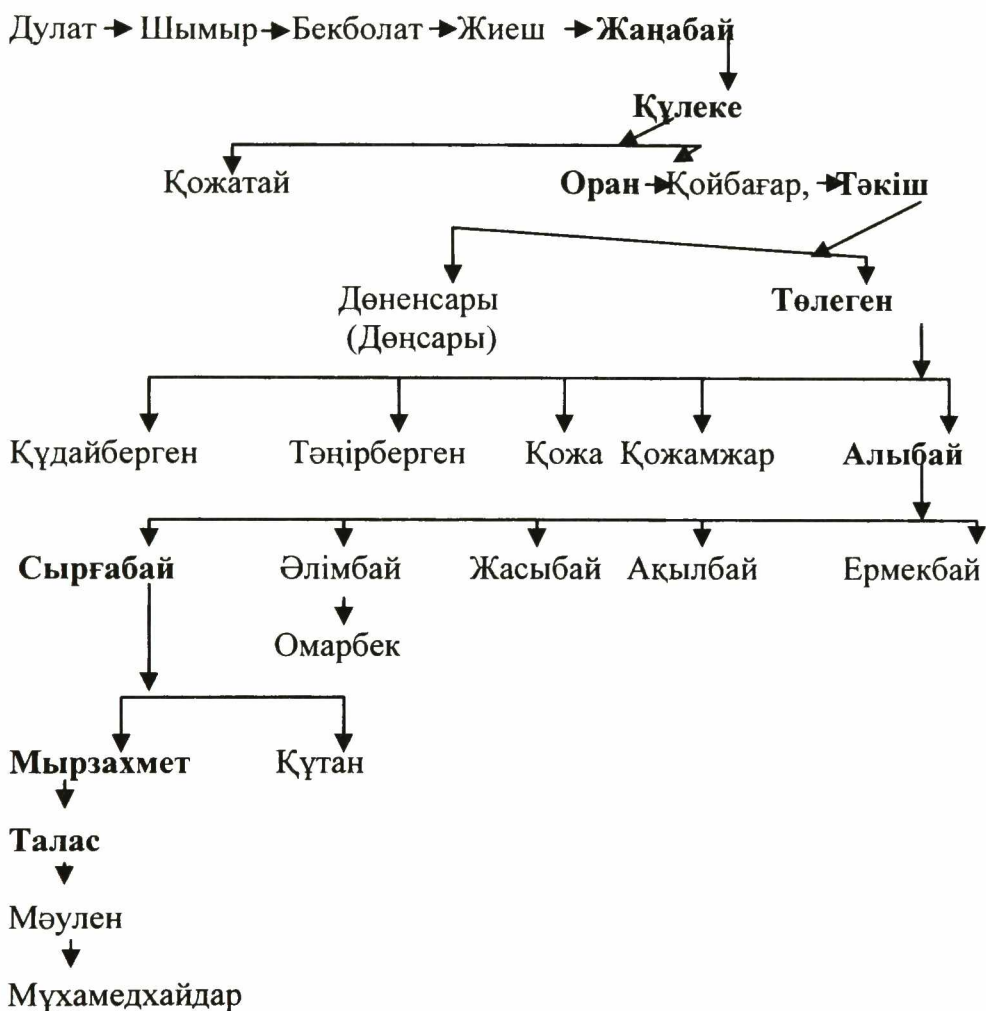 Дулат → Шымыр → Бекболат → Жиеш → Жаңабай
Құлеке
Қожатай Оран → Қойбағар, → Тәкіш
Дөненсары Төлеген
(Дөңсары)
Құдайберген Тәңірберген Қожа Қожамжар Алыбай
Сырғабай Әлімбай Жасыбай Ақылбай Ермекбай
Омарбек
Мырзахмет Құтан
Талас
Мәулен
Мұхамедхайдар